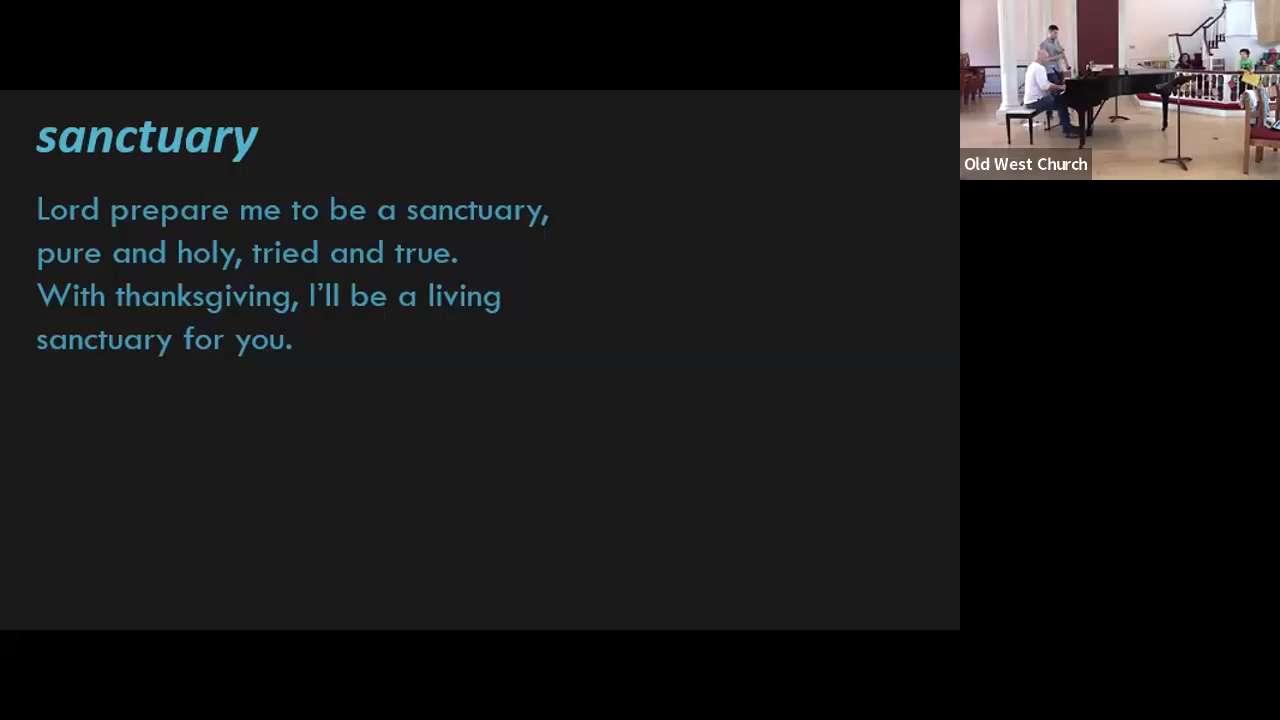 sanctuary
Lord prepare me to be a sanctuary,
pure and holy, tried and true.
With thanksgiving, I’ll be a living
sanctuary for you.
Old West Church